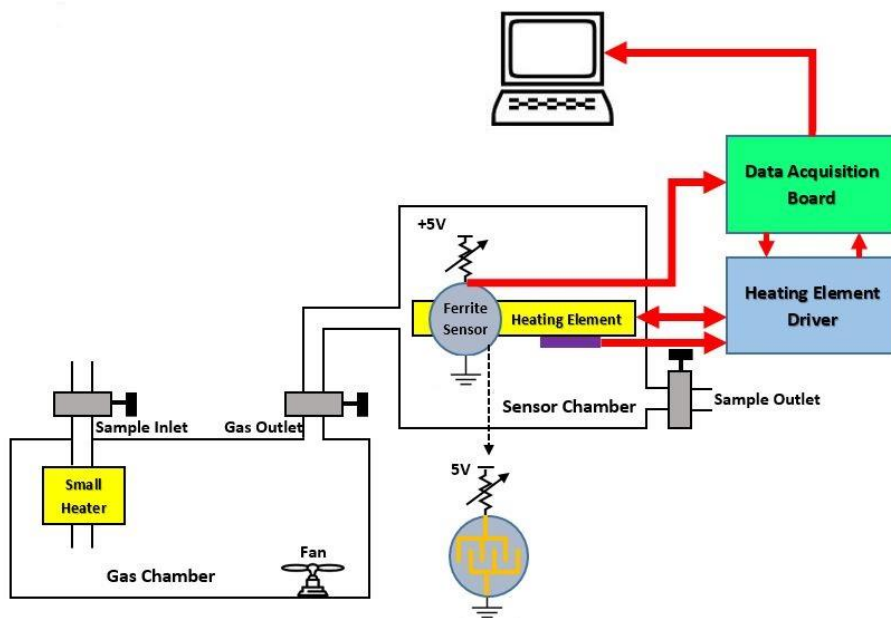 Data Acquisition
Board
+5V
Ferrite
Sensor
Heating Element
Heating Element
Driver
Sensor Chamber
Sample Outlet
Sample Inlet
Gas Outlet
5V
Small
Heater
Fan
Gas Chamber